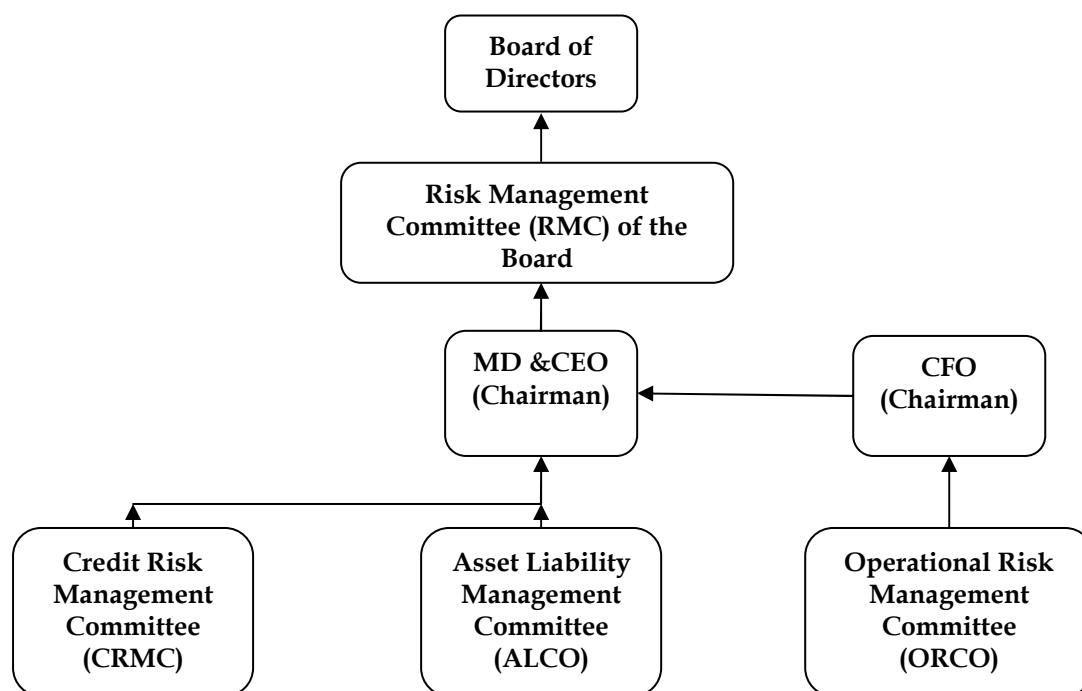 Board of
Directors
Risk Management
Committee (RMC) of the
Board
MD &CEO
(Chairman)
CFO
(Chairman)
Credit Risk
Management
Committee
(CRMC)
Asset Liability
Management
Committee
(ALCO)
Operational Risk
Management
Committee
(ORCO)